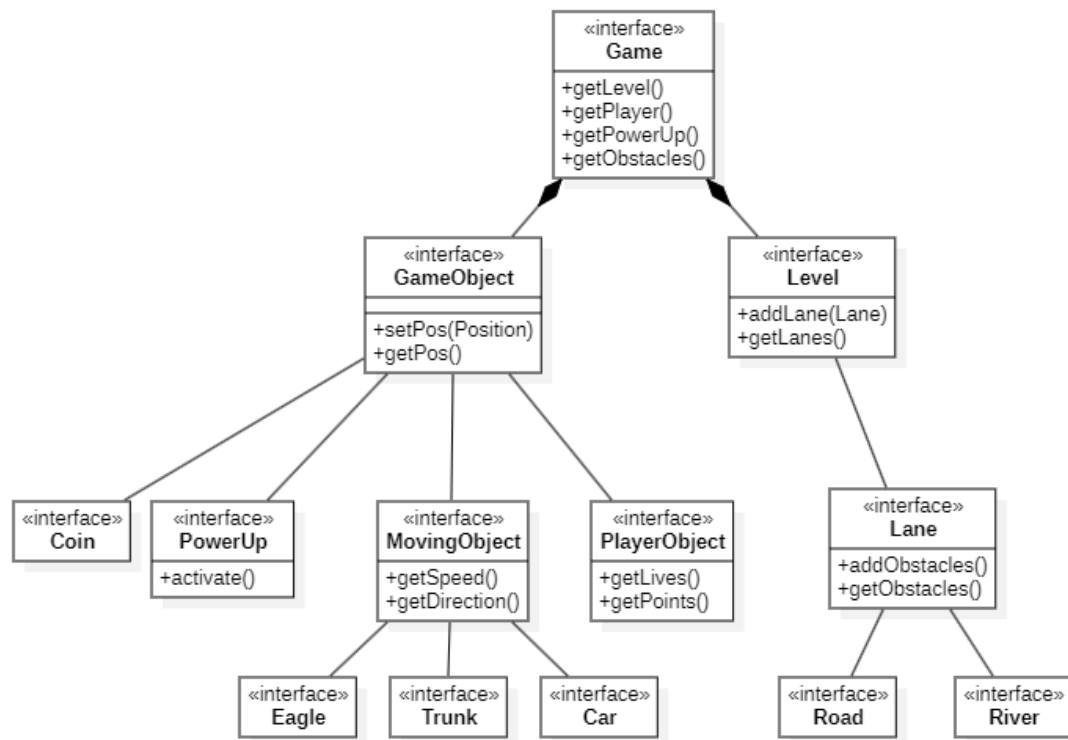 «interface»
Game
+getLevel()
+getPlayer()
+getPowerUp()
+getObstacles()
«interface»
GameObject
+setPos(Position)
+getPos()
«interface»
Level
+addLane(Lane)
+getLanes()
«interface»
Coin
«interface»
PowerUp
+activate()
«interface»
MovingObject
+getSpeed()
+getDirection()
«interface»
PlayerObject
+getLives()
+getPoints()
«interface»
Lane
+addObstacles()
+getObstacles()
«interface»
Eagle
«interface»
Trunk
«interface»
Car
«interface»
Road
«interface»
River